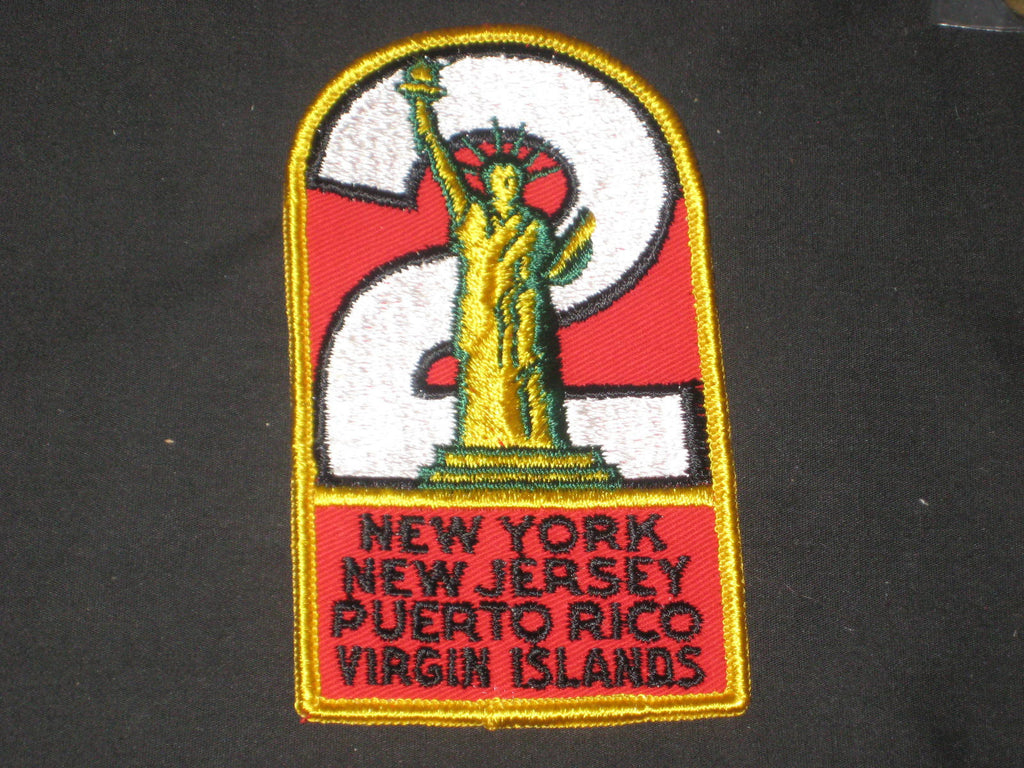 2
NEW YORK
NEW JERSEY
PUERTO RICO
VIRGIN ISLANDS